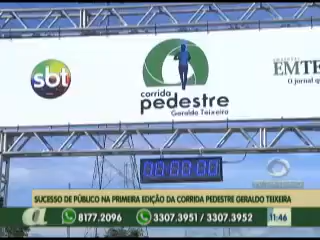 sbt
corrida
pedestre
Geraldo Teixeira
EMTE
O jornal q
00:00:00
SUCESSO DE PÚBLICO NA PRIMEIRA EDIÇÃO DA CORRIDA PEDESTRE GERALDO TEIXEIRA
8177.2096 3307.3951 / 3307.3952
11:46